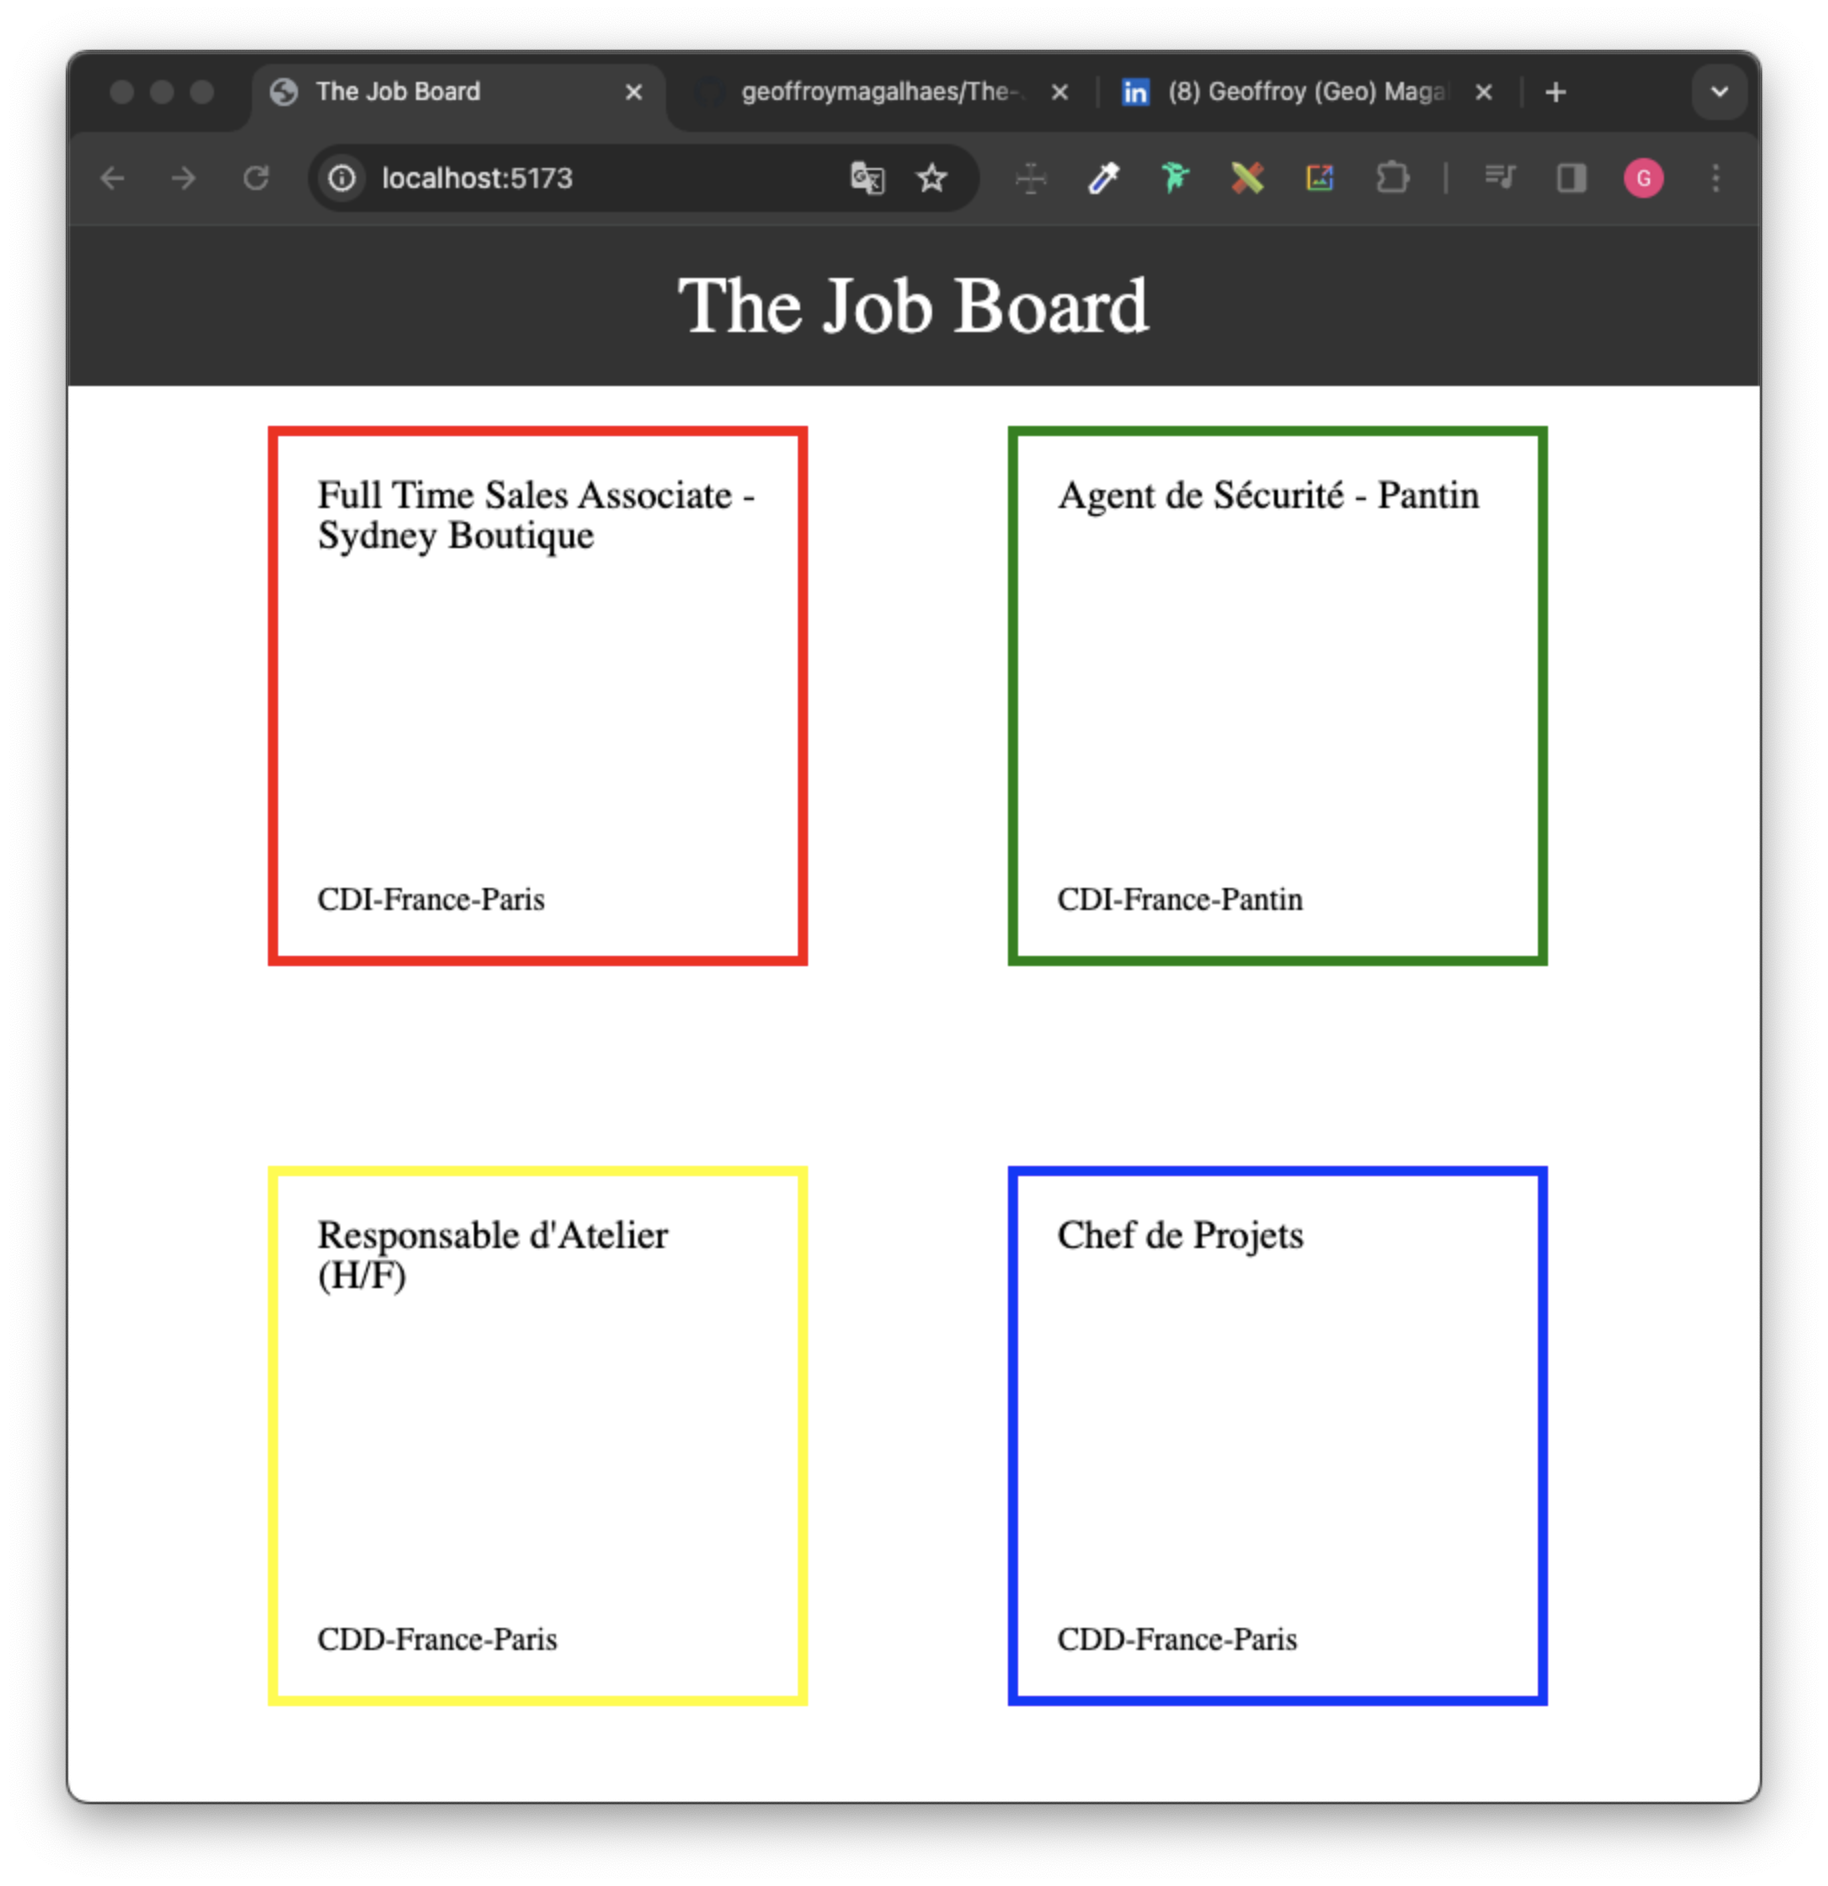 The Job Board
geoffroymagalhaes/The-
(8) Geoffroy (Geo) Maga
localhost:5173
G
The Job Board
Full Time Sales Associate -
Sydney Boutique
CDI-France-Paris
Agent de Sécurité - Pantin
CDI-France-Pantin
Responsable d'Atelier
(H/F)
CDD-France-Paris
Chef de Projets
CDD-France-Paris